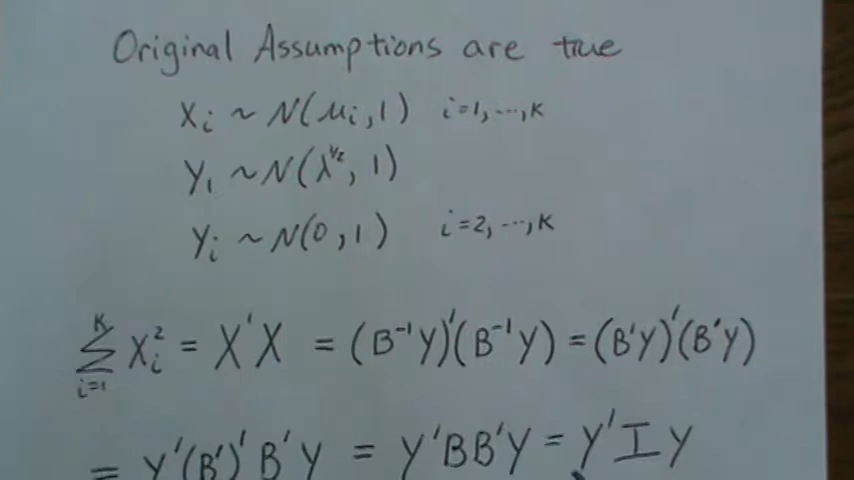 Original Assumptions are true
Xi ~ N(μi, 1) i=1, ..., K
Y₁ ~ N(λ^½, 1)
Yi ~ N(0, 1) i=2, ..., K
∑_{i=1}^{K} Xi² = X'X = (B⁻¹Y)'(B⁻¹Y) = (B'Y)'(B'Y)
= Y'(B')'B'Y = Y'BB'Y = Y'IY